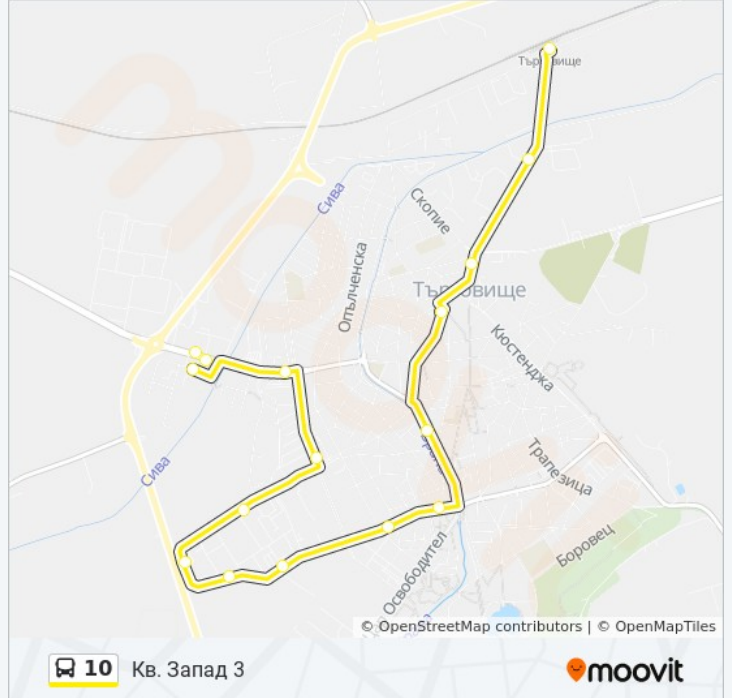 Търговище
Сива
Скопие
Опълченска
Търговище
Кюстенджа
Сива
Трапезица
Боровец
Освободител
© OpenStreetMap contributors | © OpenMapTiles
10 Кв. Запад 3
moovit